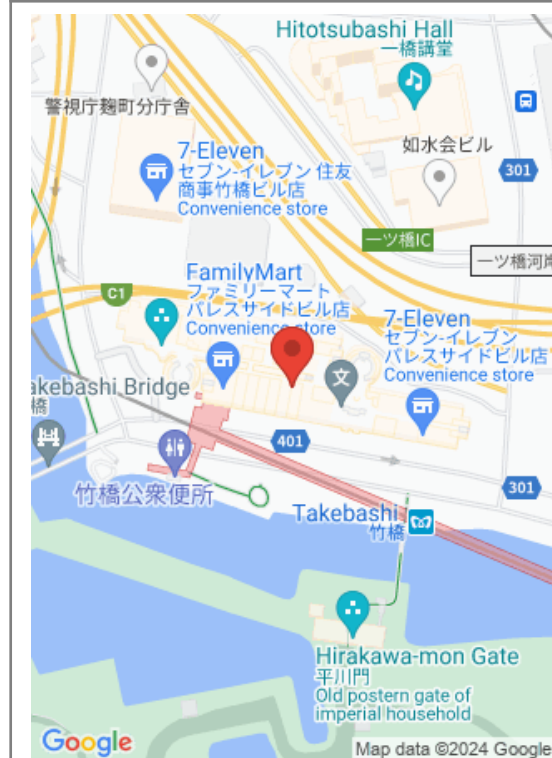 Hitotsubashi Hall
一橋講堂
警視庁麹町分庁舎
如水会ビル
7-Eleven
セブン-イレブン 住友
商事竹橋ビル店
Convenience store
301
一ツ橋IC
一ツ橋河岸
C1
FamilyMart
ファミリーマート
パレスサイドビル店
Convenience store
7-Eleven
セブン-イレブン
パレスサイドビル店
Convenience store
文
akebashi Bridge
橋
401
301
竹橋公衆便所
Takebashi
竹橋
Hirakawa-mon Gate
平川門
Old postern gate of
imperial household
Google
Map data ©2024 Google